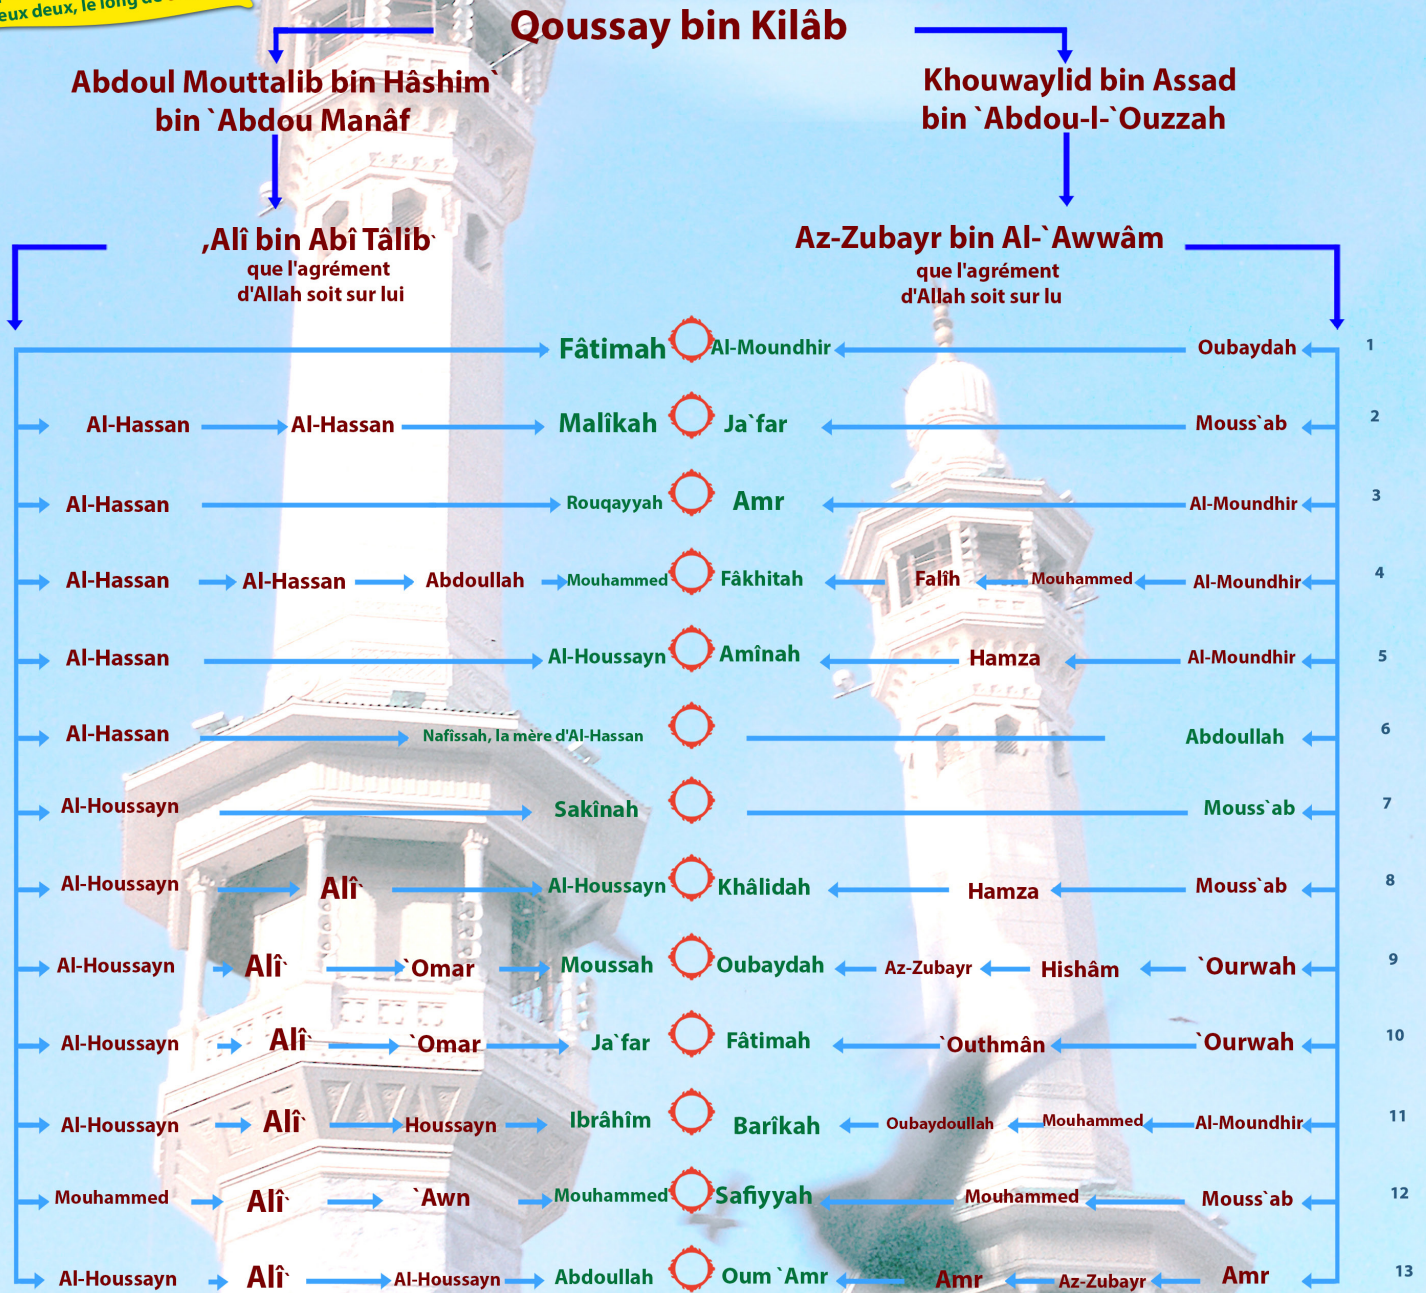 eux deux, le long de
Qoussay bin Kilâb
Abdoul Mouttalib bin Hâshim`
bin `Abdou Manâf
Khouwaylid bin Assad
bin `Abdou-l-`Ouzzah
,Alî bin Abî Tâlib`
que l'agrément
d'Allah soit sur lui
Az-Zubayr bin Al-`Awwâm
que l'agrément
d'Allah soit sur lu
Fâtimah Al-Moundhir Oubaydah 1
Al-Hassan Al-Hassan Malîkah Ja`far Mouss`ab 2
Al-Hassan Rouqayyah Amr Al-Moundhir 3
Al-Hassan Al-Hassan Abdoullah Mouhammed Fâkhitah Falîh Mouhammed Al-Moundhir 4
Al-Hassan Al-Houssayn Amînah Hamza Al-Moundhir 5
Al-Hassan Nafîssah, la mère d'Al-Hassan Abdoullah 6
Al-Houssayn Sakînah Mouss`ab 7
Al-Houssayn Alî` Al-Houssayn Khâlidah Hamza Mouss`ab 8
Al-Houssayn Alî` `Omar Moussah Oubaydah Az-Zubayr Hishâm `Ourwah 9
Al-Houssayn Alî` `Omar Ja`far Fâtimah `Outhmân `Ourwah 10
Al-Houssayn Alî` Houssayn Ibrâhîm Barîkah Oubaydoullah Mouhammed Al-Moundhir 11
Mouhammed Alî` `Awn Mouhammed Safiyyah Mouhammed Mouss`ab 12
Al-Houssayn Alî` Al-Houssayn Abdoullah Oum `Amr Amr Az-Zubayr Amr 13